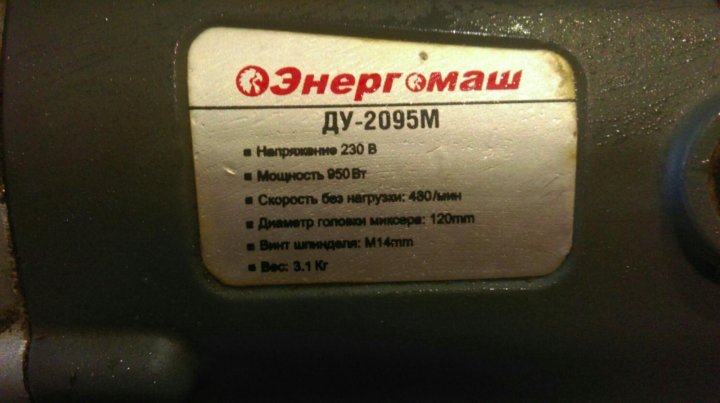 Энергомаш
ДУ-2095М
▪ Напряжение 230 В
▪ Мощность 950 Вт
▪ Скорость без нагрузки: 480/мин
▪ Диаметр головки миксера: 120mm
▪ Винт шпинделя: М14mm
▪ Вес: 3.1 Кг